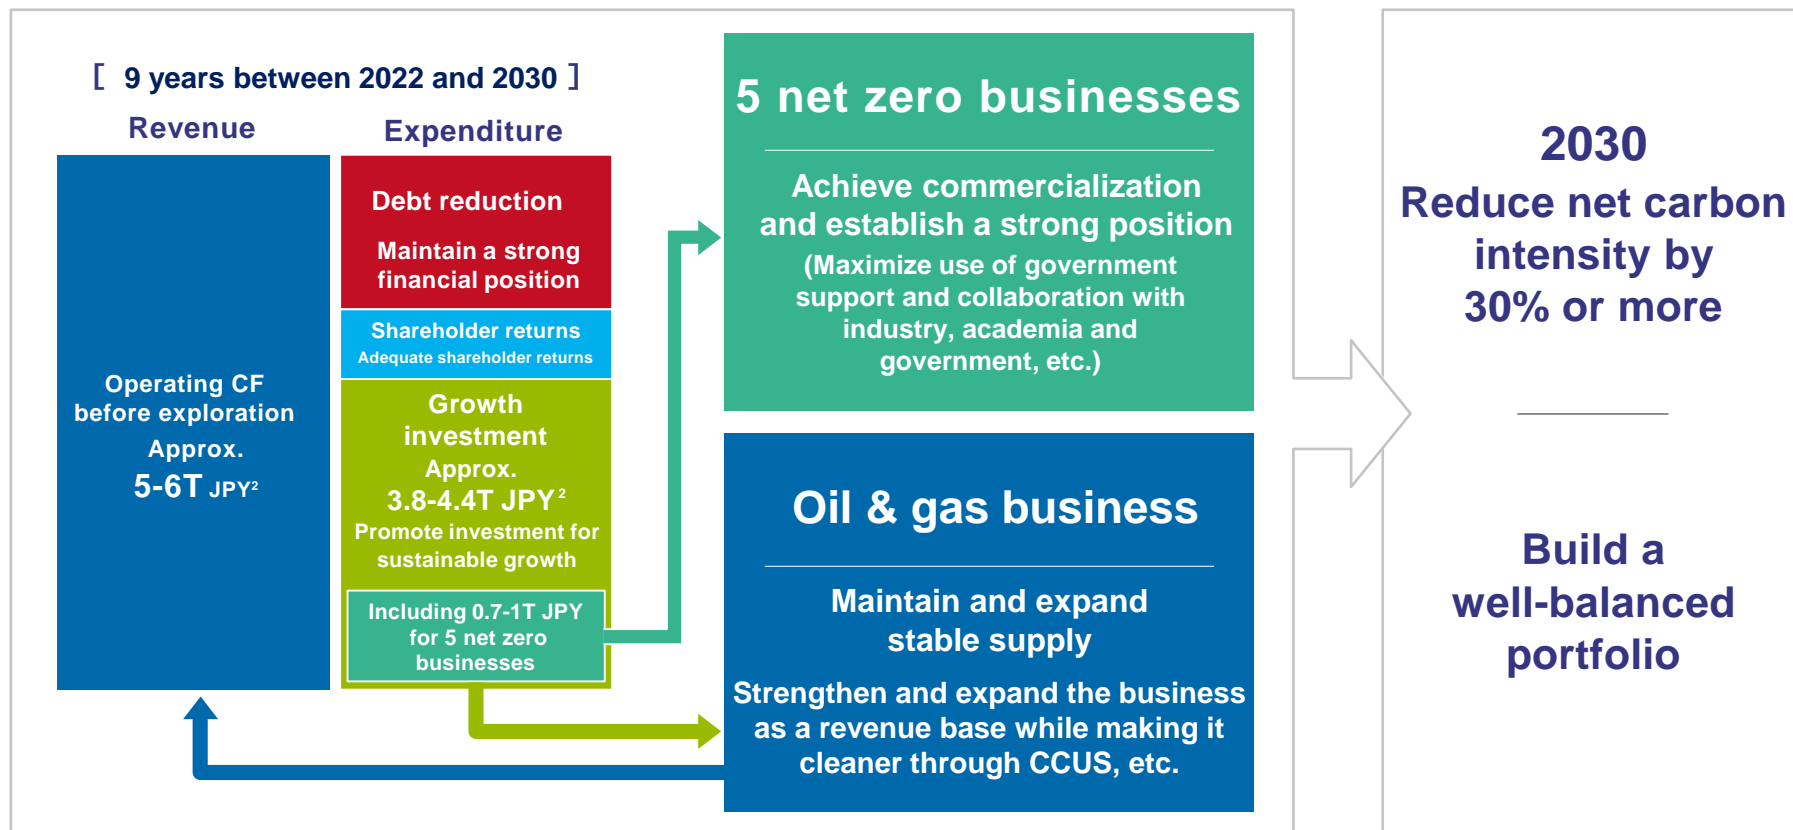 [ 9 years between 2022 and 2030 ]
Revenue
Expenditure
Operating CF
before exploration
Approx.
5-6T JPY²
Debt reduction
Maintain a strong
financial position
Shareholder returns
Adequate shareholder returns
Growth
investment
Approx.
3.8-4.4T JPY²
Promote investment for
sustainable growth
Including 0.7-1T JPY
for 5 net zero
businesses
5 net zero businesses
Achieve commercialization
and establish a strong position
(Maximize use of government
support and collaboration with
industry, academia and
government, etc.)
Oil & gas business
Maintain and expand
stable supply
Strengthen and expand the business
as a revenue base while making it
cleaner through CCUS, etc.
2030
Reduce net carbon
intensity by
30% or more
Build a
well-balanced
portfolio